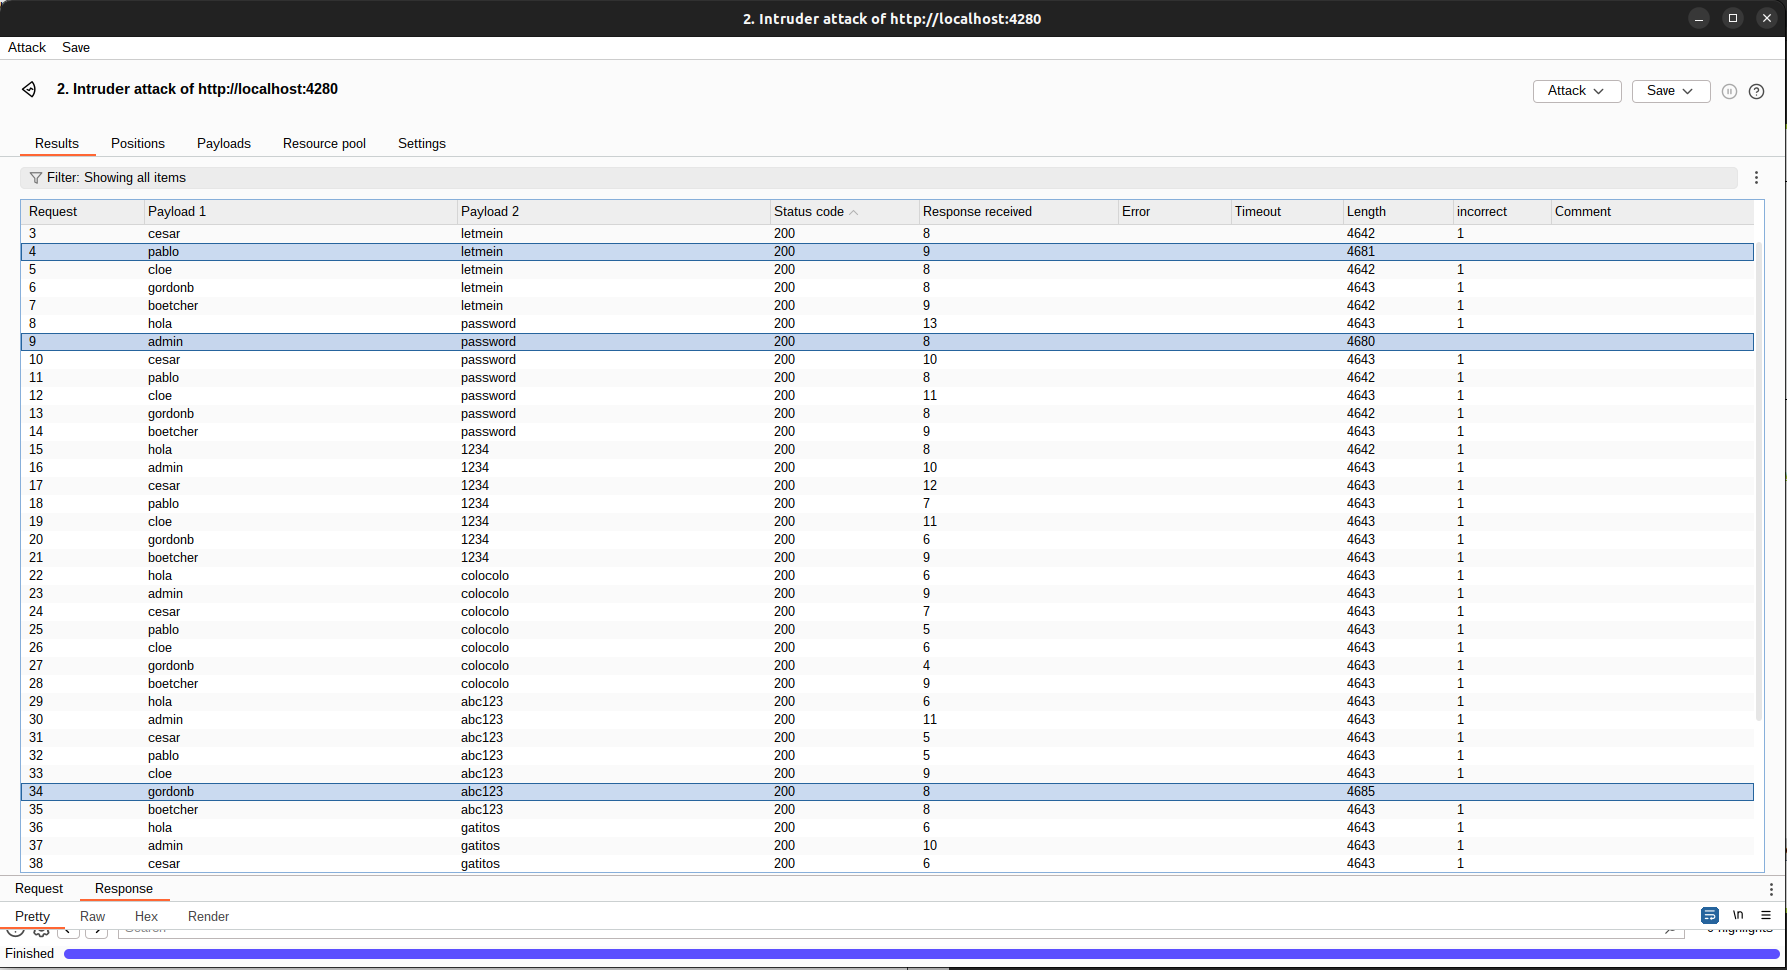 2. Intruder attack of http://localhost:4280
Attack Save
2. Intruder attack of http://localhost:4280
Attack Save
Results Positions Payloads Resource pool Settings
Filter: Showing all items
Request Payload 1 Payload 2 Status code Response received Error Timeout Length incorrect Comment
3 cesar letmein 200 8 4642 1
4 pablo letmein 200 9 4681
5 cloe letmein 200 8 4642 1
6 gordonb letmein 200 8 4643 1
7 boetcher letmein 200 9 4642 1
8 hola password 200 13 4643 1
9 admin password 200 8 4680
10 cesar password 200 10 4643 1
11 pablo password 200 8 4642 1
12 cloe password 200 11 4643 1
13 gordonb password 200 8 4642 1
14 boetcher password 200 9 4643 1
15 hola 1234 200 8 4642 1
16 admin 1234 200 10 4643 1
17 cesar 1234 200 12 4643 1
18 pablo 1234 200 7 4643 1
19 cloe 1234 200 11 4643 1
20 gordonb 1234 200 6 4643 1
21 boetcher 1234 200 9 4643 1
22 hola colocolo 200 6 4643 1
23 admin colocolo 200 9 4643 1
24 cesar colocolo 200 7 4643 1
25 pablo colocolo 200 5 4643 1
26 cloe colocolo 200 6 4643 1
27 gordonb colocolo 200 4 4643 1
28 boetcher colocolo 200 9 4643 1
29 hola abc123 200 6 4643 1
30 admin abc123 200 11 4643 1
31 cesar abc123 200 5 4643 1
32 pablo abc123 200 5 4643 1
33 cloe abc123 200 9 4643 1
34 gordonb abc123 200 8 4685
35 boetcher abc123 200 8 4643 1
36 hola gatitos 200 6 4643 1
37 admin gatitos 200 10 4643 1
38 cesar gatitos 200 6 4643 1
Request Response
Pretty Raw Hex Render \n
Search 0 highlights
Finished